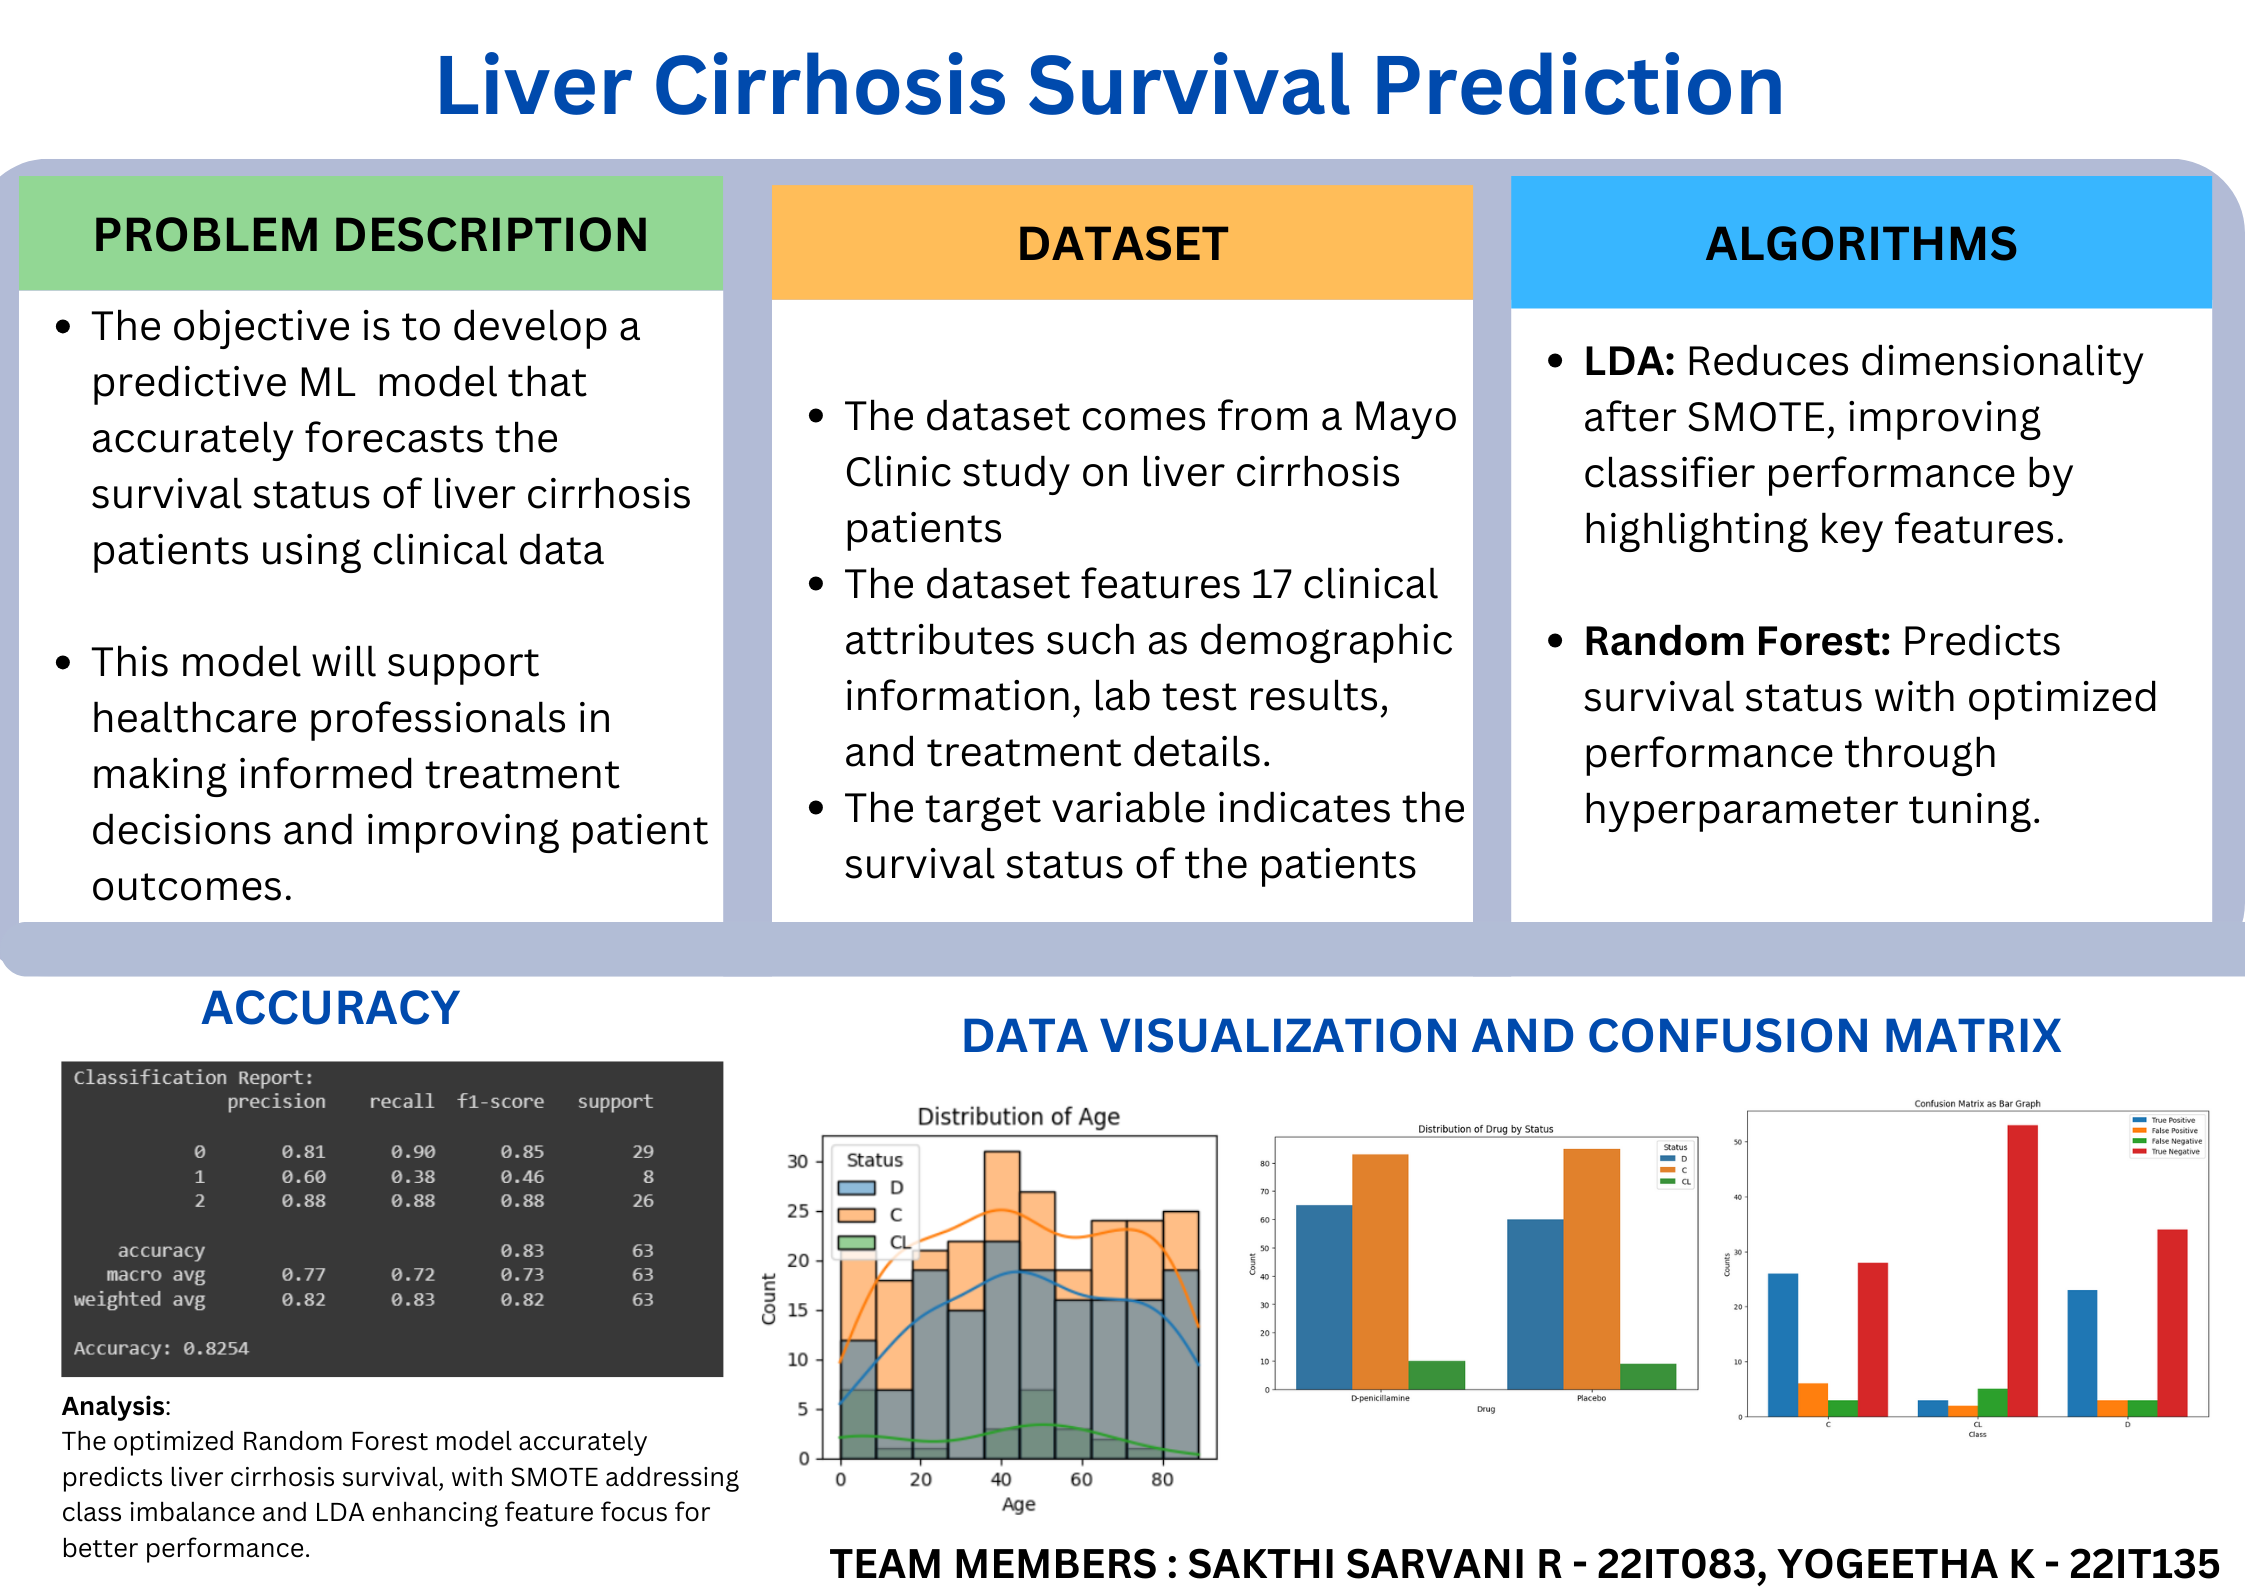 Liver Cirrhosis Survival Prediction
PROBLEM DESCRIPTION
The objective is to develop a
predictive ML  model that
accurately forecasts the
survival status of liver cirrhosis
patients using clinical data
This model will support
healthcare professionals in
making informed treatment
decisions and improving patient
outcomes.
DATASET
The dataset comes from a Mayo
Clinic study on liver cirrhosis
patients
The dataset features 17 clinical
attributes such as demographic
information, lab test results,
and treatment details.
The target variable indicates the
survival status of the patients
ALGORITHMS
LDA: Reduces dimensionality
after SMOTE, improving
classifier performance by
highlighting key features.
Random Forest: Predicts
survival status with optimized
performance through
hyperparameter tuning.
ACCURACY
Classification Report:
precision recall f1-score support
0 0.81 0.90 0.85 29
1 0.60 0.38 0.46 8
2 0.88 0.88 0.88 26
accuracy 0.83 63
macro avg 0.77 0.72 0.73 63
weighted avg 0.82 0.83 0.82 63
Accuracy: 0.8254
Analysis:
The optimized Random Forest model accurately
predicts liver cirrhosis survival, with SMOTE addressing
class imbalance and LDA enhancing feature focus for
better performance.
DATA VISUALIZATION AND CONFUSION MATRIX
Distribution of Age
Status
D
C
CL
30
25
20
15
10
5
0
Count
0 20 40 60 80
Age
Distribution of Drug by Status
Status
D
C
CL
80
70
60
50
40
30
20
10
0
Count
D-penicillamine Placebo
Drug
Confusion Matrix as Bar Graph
True Positive
False Positive
False Negative
True Negative
50
40
30
20
10
0
Counts
C CL D
Class
TEAM MEMBERS : SAKTHI SARVANI R - 22IT083, YOGEETHA K - 22IT135